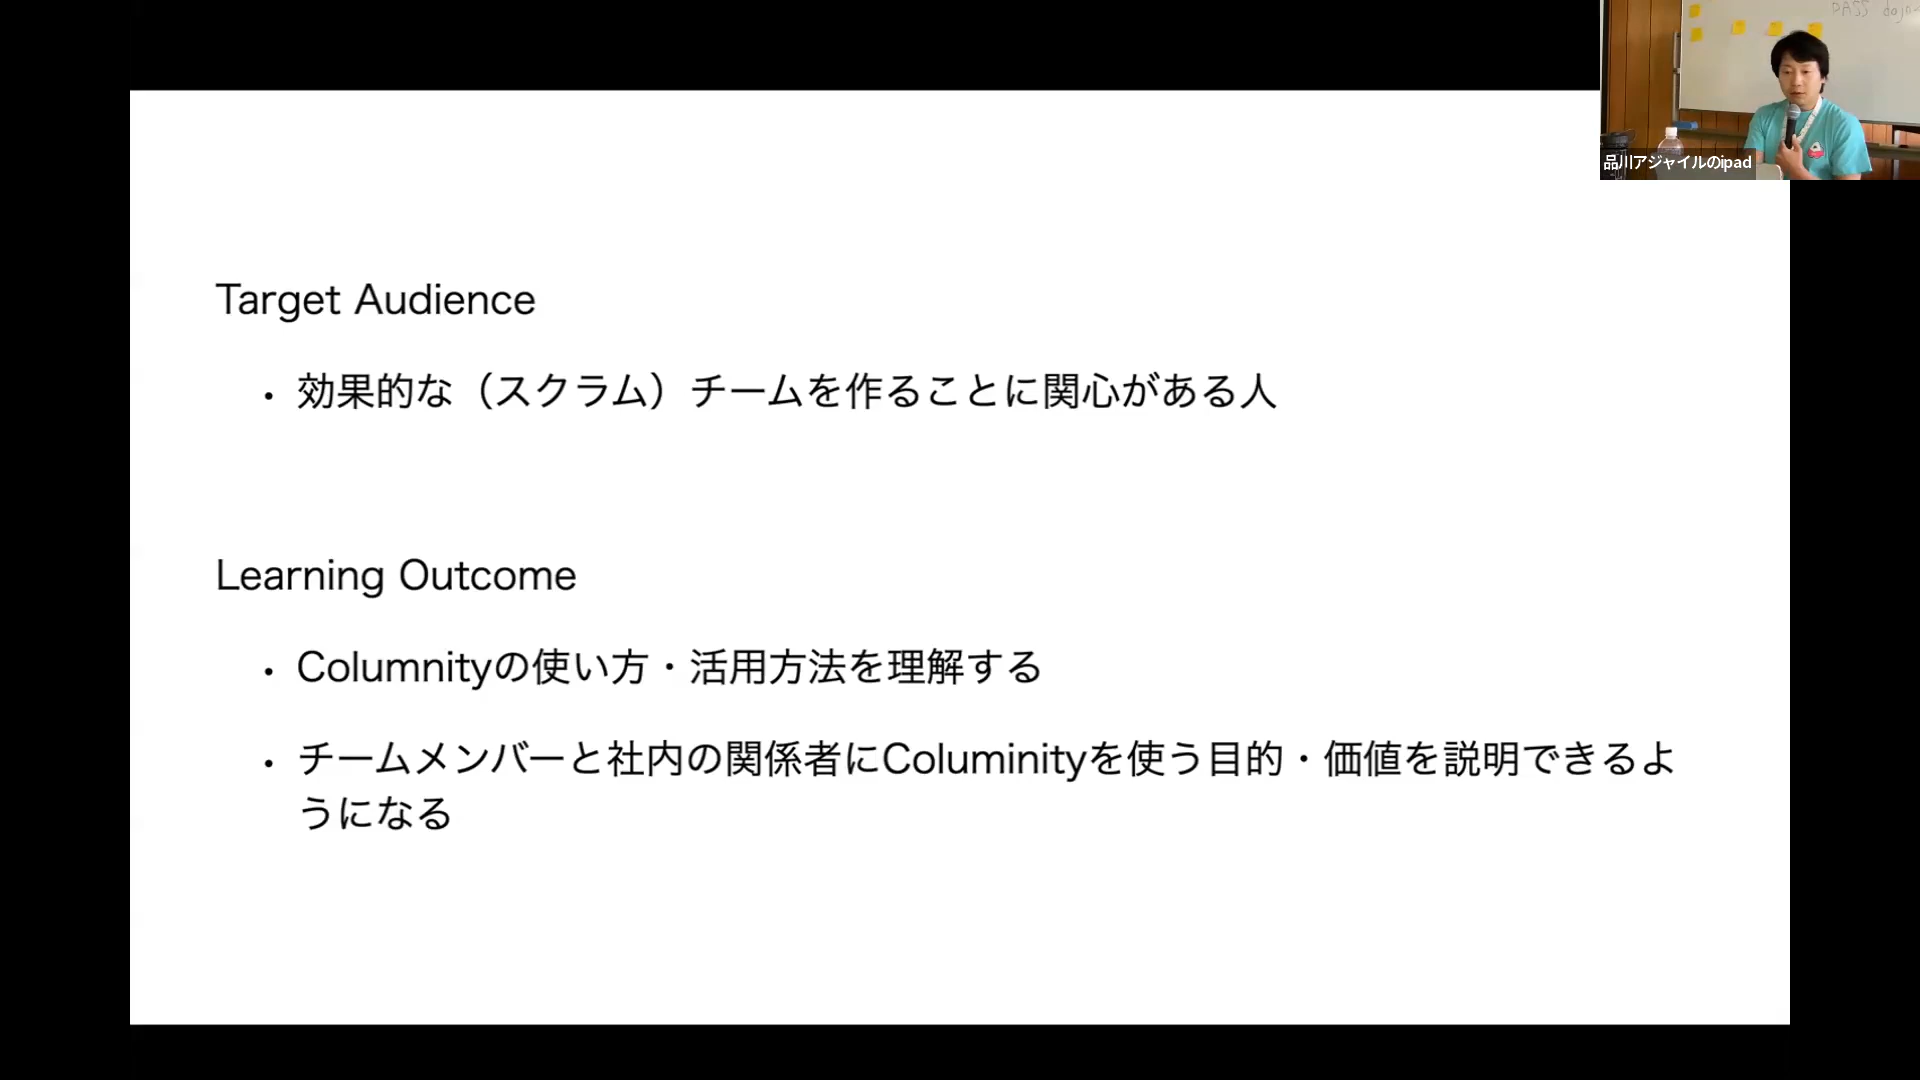 Target Audience
・ 効果的な（スクラム）チームを作ることに関心がある人
Learning Outcome
・ Columnityの使い方・活用方法を理解する
・ チームメンバーと社内の関係者にColuminityを使う目的・価値を説明できるよ
うになる
PASS dojo
品川アジャイルのipad